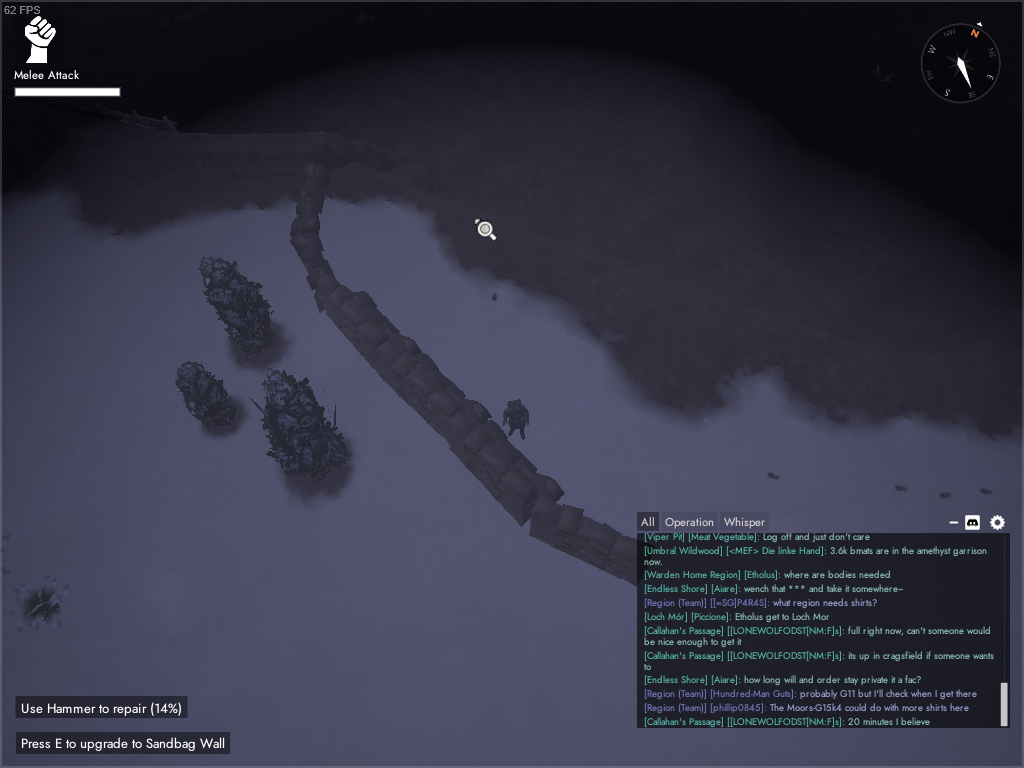 62 FPS
Melee Attack
N
NE
E
SE
S
SW
W
NW
All Operation Whisper
[Viper Pit] [Meat Vegetable]: Log off and just don't care
[Umbral Wildwood] [<MEF> Die linke Hand]: 3.6k bmats are in the amethyst garrison
now.
[Warden Home Region] [Etholus]: where are bodies needed
[Endless Shore] [Aiare]: wench that *** and take it somewhere~
[Region (Team)] [[=SG]P4R4S]: what region needs shirts?
[Loch Mór] [Piccione]: Etholus get to Loch Mor
[Callahan's Passage] [[LONEWOLFODST[NM:F]s]: full right now, can't someone would
be nice enough to get it
[Callahan's Passage] [[LONEWOLFODST[NM:F]s]: its up in cragsfield if someone wants
to
[Endless Shore] [Aiare]: how long will and order stay private it a fac?
[Region (Team)] [Hundred-Man Guts]: probably G11 but I'll check when I get there
[Region (Team)] [phillip0845]: The Moors-G15k4 could do with more shirts here
[Callahan's Passage] [[LONEWOLFODST[NM:F]s]: 20 minutes I believe
Use Hammer to repair (14%)
Press E to upgrade to Sandbag Wall